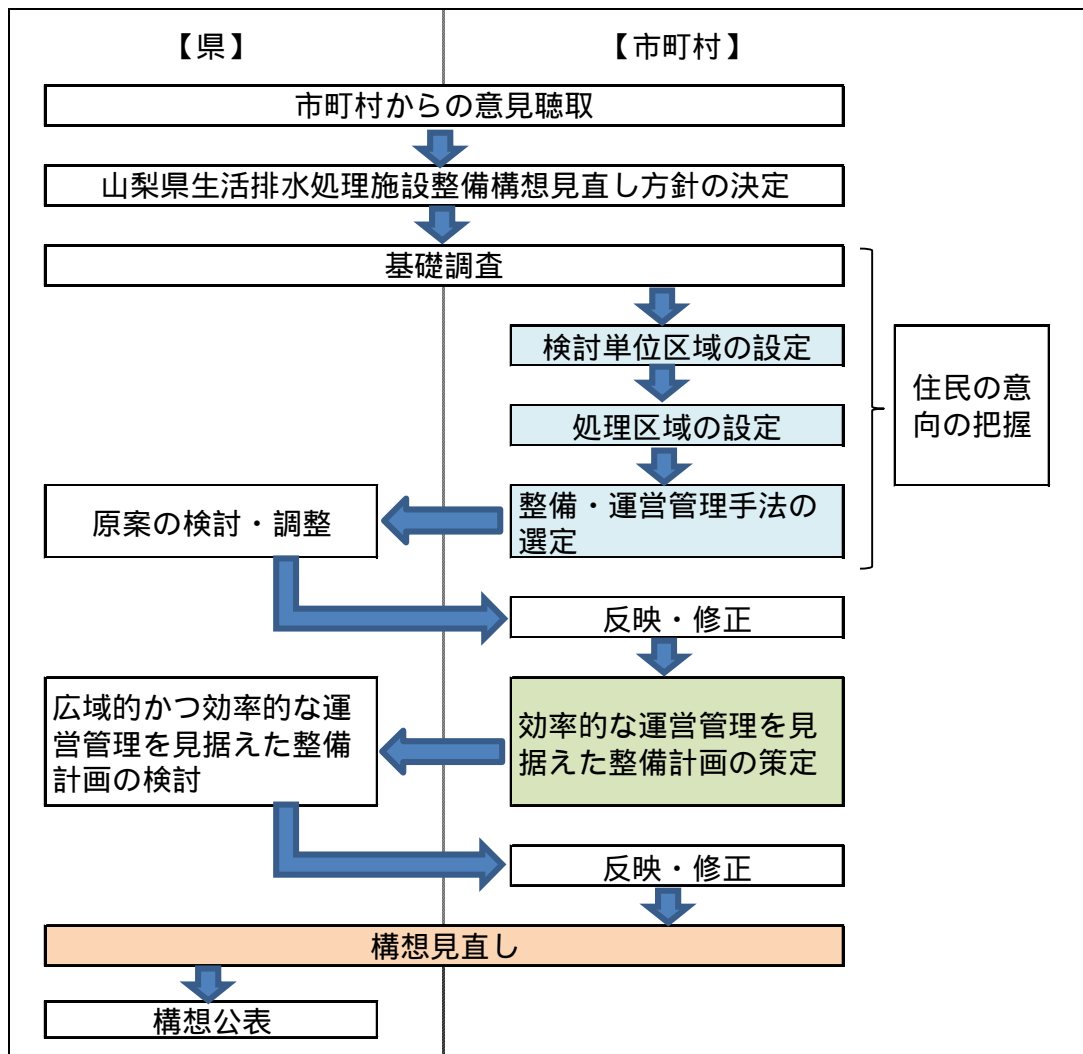 【県】
【市町村】
市町村からの意見聴取
山梨県生活排水処理施設整備構想見直し方針の決定
基礎調査
検討単位区域の設定
処理区域の設定
住民の意
向の把握
整備・運営管理手法の
選定
原案の検討・調整
反映・修正
効率的な運営管理を見
据えた整備計画の策定
広域的かつ効率的な運
営管理を見据えた整備
計画の検討
反映・修正
構想見直し
構想公表